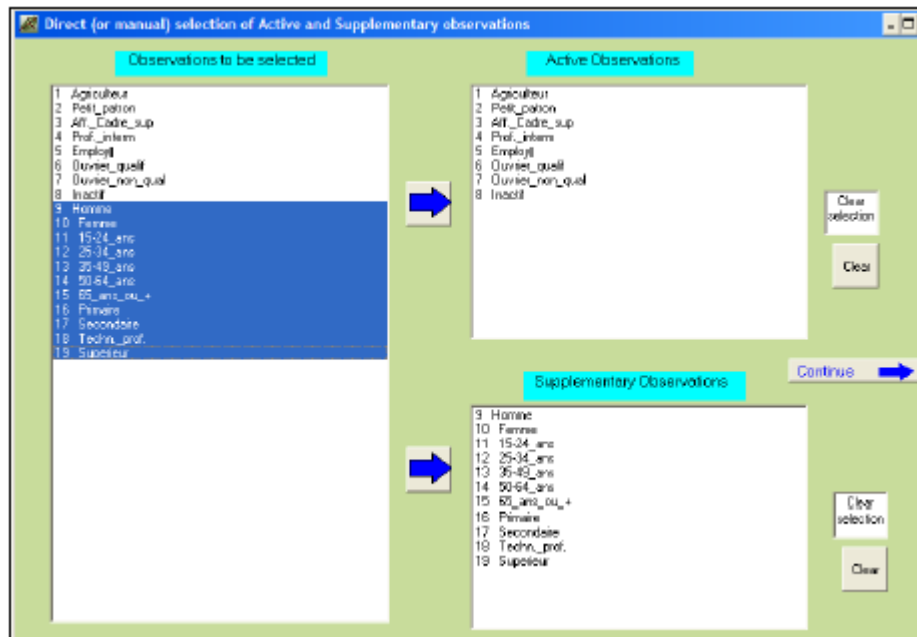 Direct (or manual) selection of Active and Supplementary observations
Observations to be selected
1 Agriculteur
2 Petit_patron
3 Aff._Cadre_sup
4 Prof._interm
5 Employ
6 Ouvrier_qualif
7 Ouvrier_non_qual
8 Inactif
9 Homme
10 Femme
11 15-24_ans
12 25-34_ans
13 35-49_ans
14 50-64_ans
15 65_ans_ou_+
16 Primaire
17 Secondaire
18 Techn._prof.
19 Superieur
Active Observations
1 Agriculteur
2 Petit_patron
3 Aff._Cadre_sup
4 Prof._interm
5 Employ
6 Ouvrier_qualif
7 Ouvrier_non_qual
8 Inactif
Clear
selection
Clear
Continue
Supplementary Observations
9 Homme
10 Femme
11 15-24_ans
12 25-34_ans
13 35-49_ans
14 50-64_ans
15 65_ans_ou_+
16 Primaire
17 Secondaire
18 Techn._prof.
19 Superieur
Clear
selection
Clear